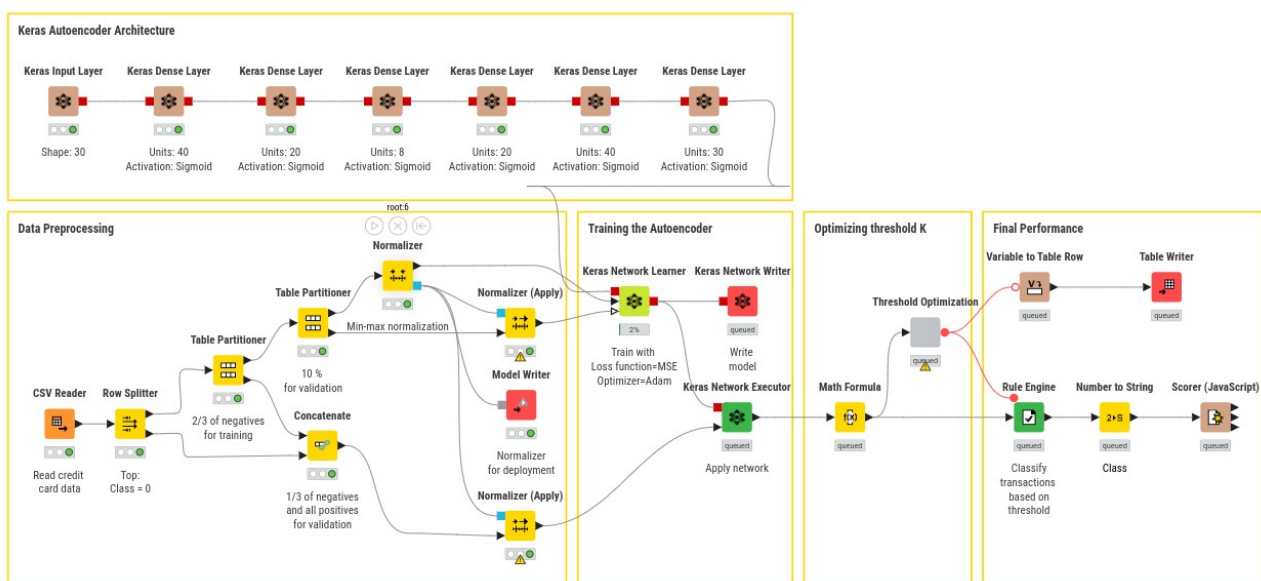 Keras Autoencoder Architecture
Keras Input Layer
Keras Dense Layer
Keras Dense Layer
Keras Dense Layer
Keras Dense Layer
Keras Dense Layer
Keras Dense Layer
Shape: 30
Units: 40
Activation: Sigmoid
Units: 20
Activation: Sigmoid
Units: 8
Activation: Sigmoid
Units: 20
Activation: Sigmoid
Units: 40
Activation: Sigmoid
Units: 30
Activation: Sigmoid
Data Preprocessing
root:6
Normalizer
Table Partitioner
Normalizer (Apply)
Min-max normalization
Table Partitioner
10 %
for validation
Model Writer
CSV Reader
Row Splitter
2/3 of negatives
for training
Concatenate
Normalizer
for deployment
Read credit
card data
Top:
Class = 0
1/3 of negatives
and all positives
for validation
Normalizer (Apply)
Training the Autoencoder
Keras Network Learner
Keras Network Writer
2%
queued
Train with
Loss function=MSE
Optimizer=Adam
Write
model
Keras Network Executor
queued
Apply network
Optimizing threshold K
Threshold Optimization
queued
Math Formula
f(x)
queued
Final Performance
Variable to Table Row
Table Writer
V
queued
queued
Rule Engine
Number to String
Scorer (JavaScript)
2▸S
queued
queued
queued
Classify
transactions
based on
threshold
Class